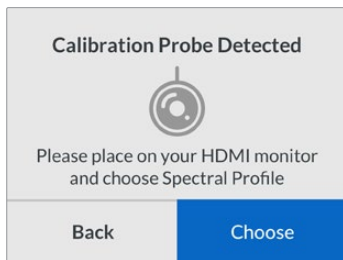 Calibration Probe Detected
Please place on your HDMI monitor
and choose Spectral Profile
Back
Choose